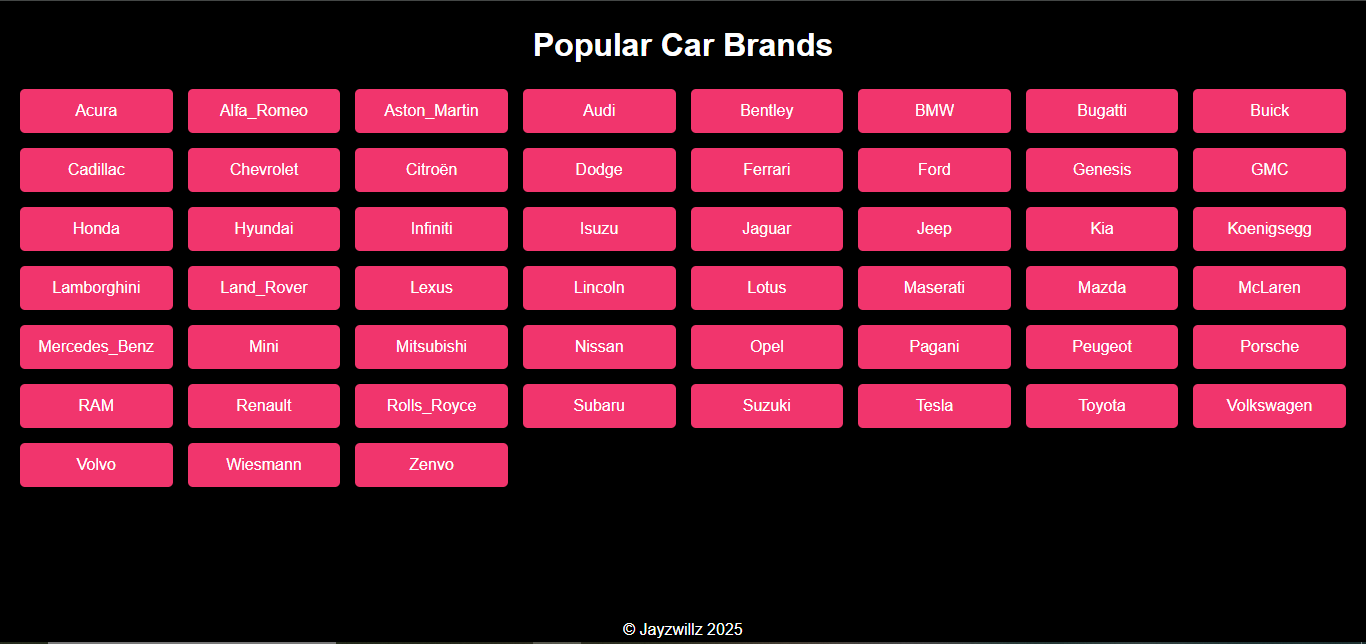 Popular Car Brands
Acura Alfa_Romeo Aston_Martin Audi Bentley BMW Bugatti Buick
Cadillac Chevrolet Citroën Dodge Ferrari Ford Genesis GMC
Honda Hyundai Infiniti Isuzu Jaguar Jeep Kia Koenigsegg
Lamborghini Land_Rover Lexus Lincoln Lotus Maserati Mazda McLaren
Mercedes_Benz Mini Mitsubishi Nissan Opel Pagani Peugeot Porsche
RAM Renault Rolls_Royce Subaru Suzuki Tesla Toyota Volkswagen
Volvo Wiesmann Zenvo
© Jayzwillz 2025